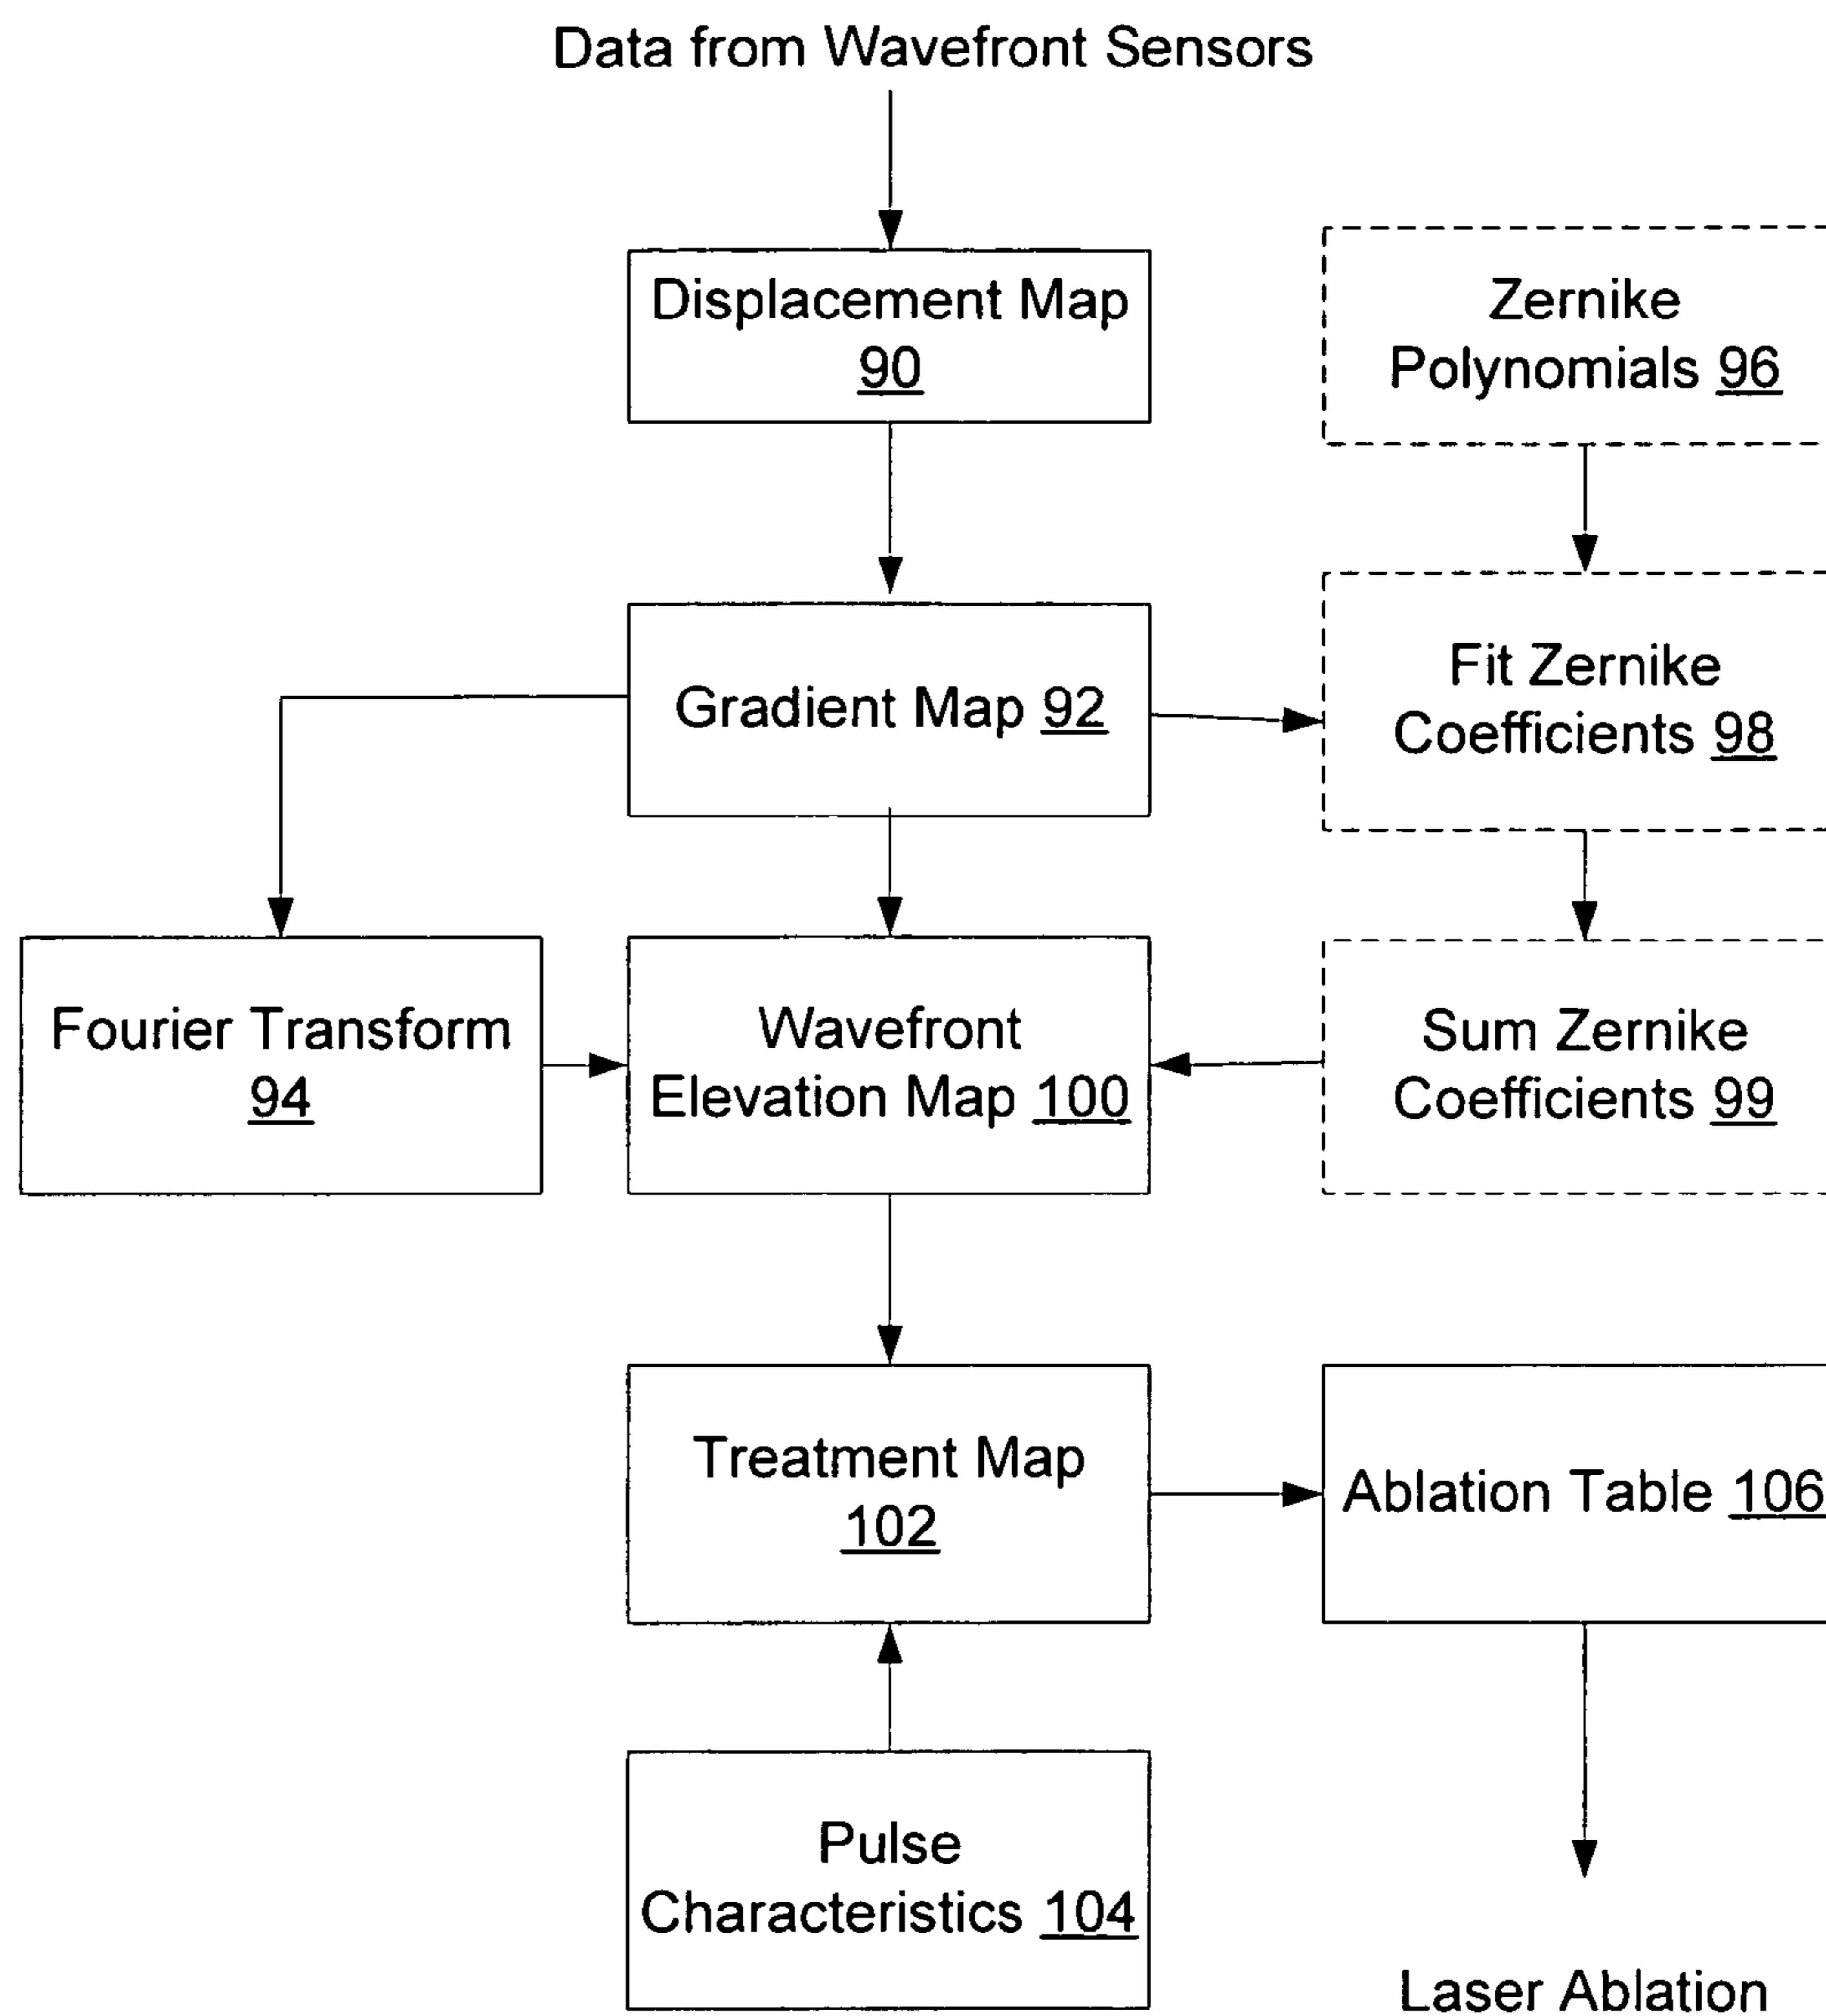 Data from Wavefront Sensors
Displacement Map
90
Zernike
Polynomials 96
Gradient Map 92
Fit Zernike
Coefficients 98
Fourier Transform
94
Wavefront
Elevation Map 100
Sum Zernike
Coefficients 99
Treatment Map
102
Ablation Table 106
Pulse
Characteristics 104
Laser Ablation